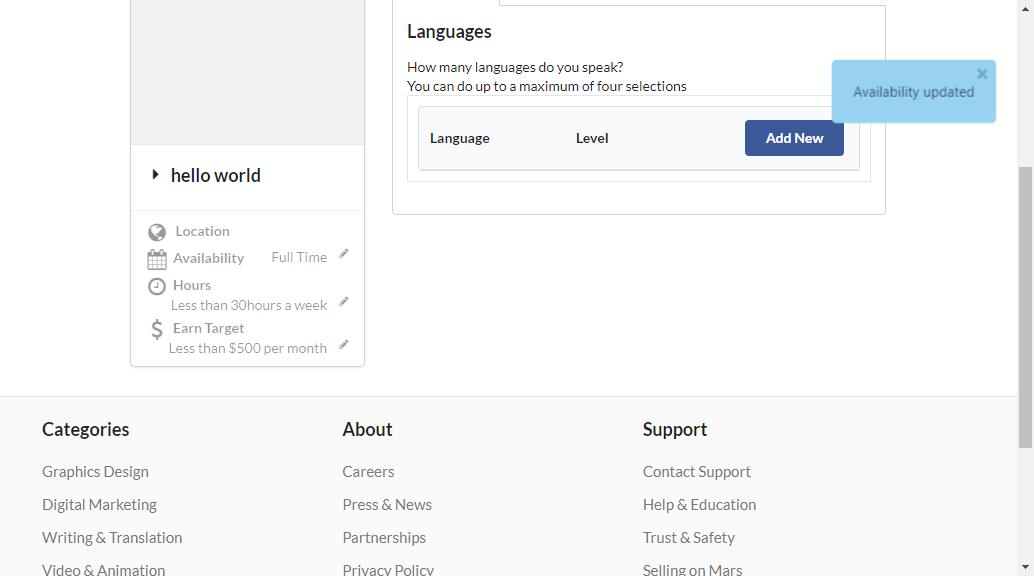 Languages
How many languages do you speak?
You can do up to a maximum of four selections
Availability updated
Language Level Add New
hello world
Location
Availability Full Time
Hours
Less than 30hours a week
Earn Target
Less than $500 per month
Categories About Support
Graphics Design Careers Contact Support
Digital Marketing Press & News Help & Education
Writing & Translation Partnerships Trust & Safety
Video & Animation Privacy Policy Selling on Mars